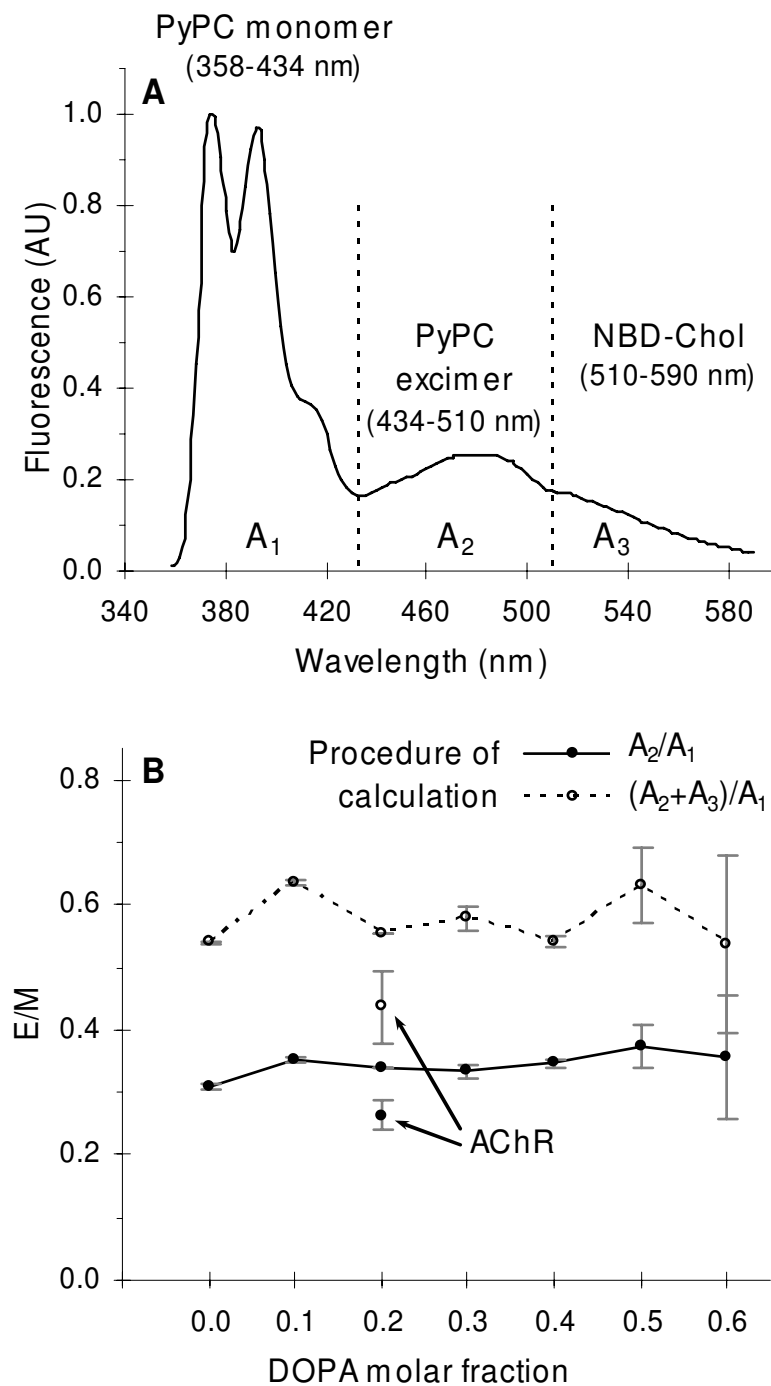 PyPC monomer
(358-434 nm)
A
1.0
0.8
0.6
0.4
0.2
0.0
Fluorescence (AU)
PyPC
excimer
(434-510 nm)
NBD-Chol
(510-590 nm)
A1
A2
A3
340 380 420 460 500 540 580
Wavelength (nm)
B
Procedure of
calculation
A2/A1
(A2+A3)/A1
0.8
0.6
0.4
0.2
0.0
E/M
AChR
0.0 0.1 0.2 0.3 0.4 0.5 0.6
DOPA molar fraction